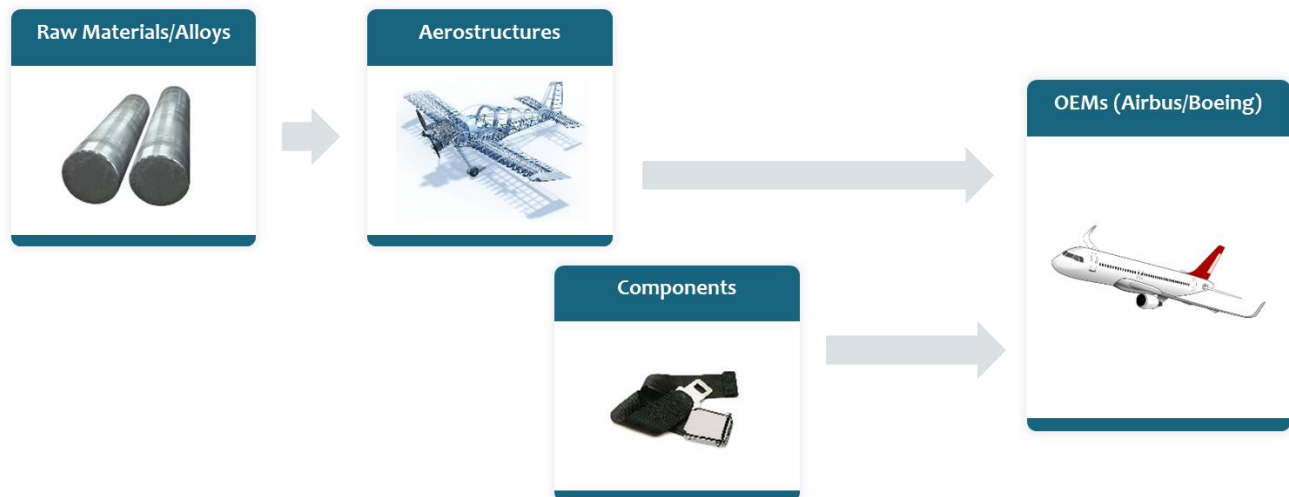 Raw Materials/Alloys
Aerostructures
OEMs (Airbus/Boeing)
Components